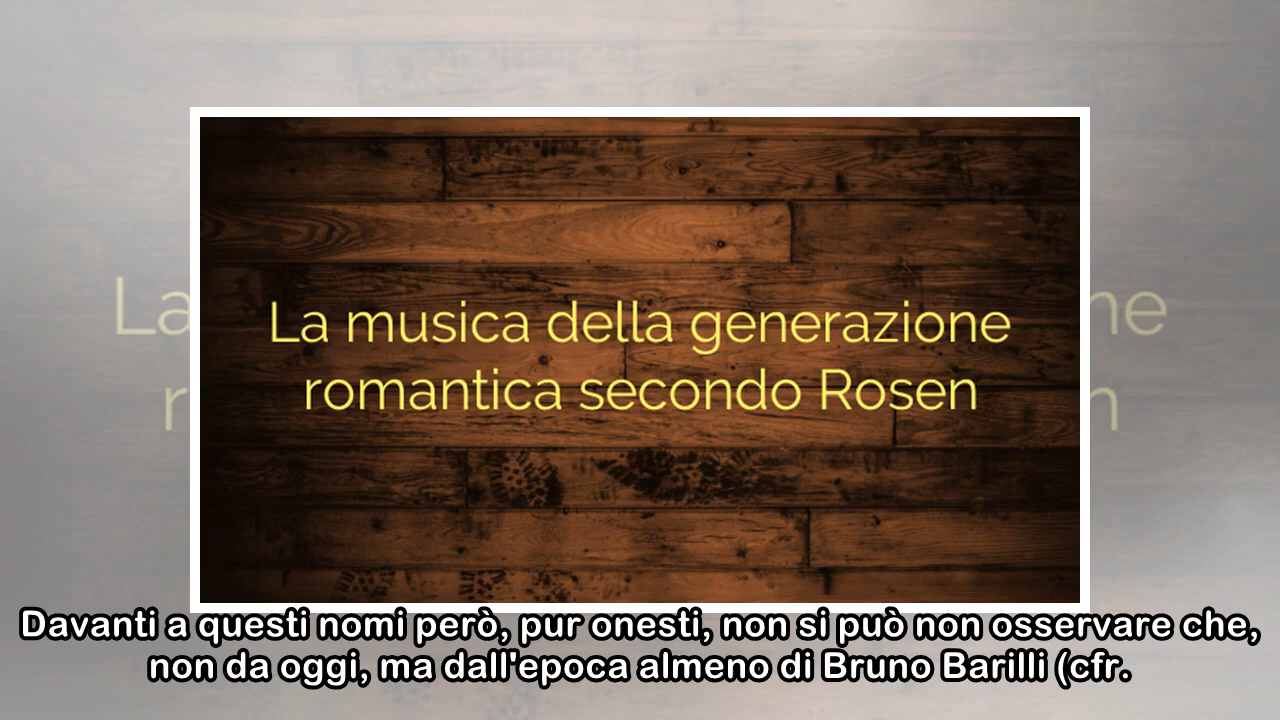 La musica della generazione
romantica secondo Rosen
Davanti a questi nomi però, pur onesti, non si può non osservare che,
non da oggi, ma dall'epoca almeno di Bruno Barilli (cfr.